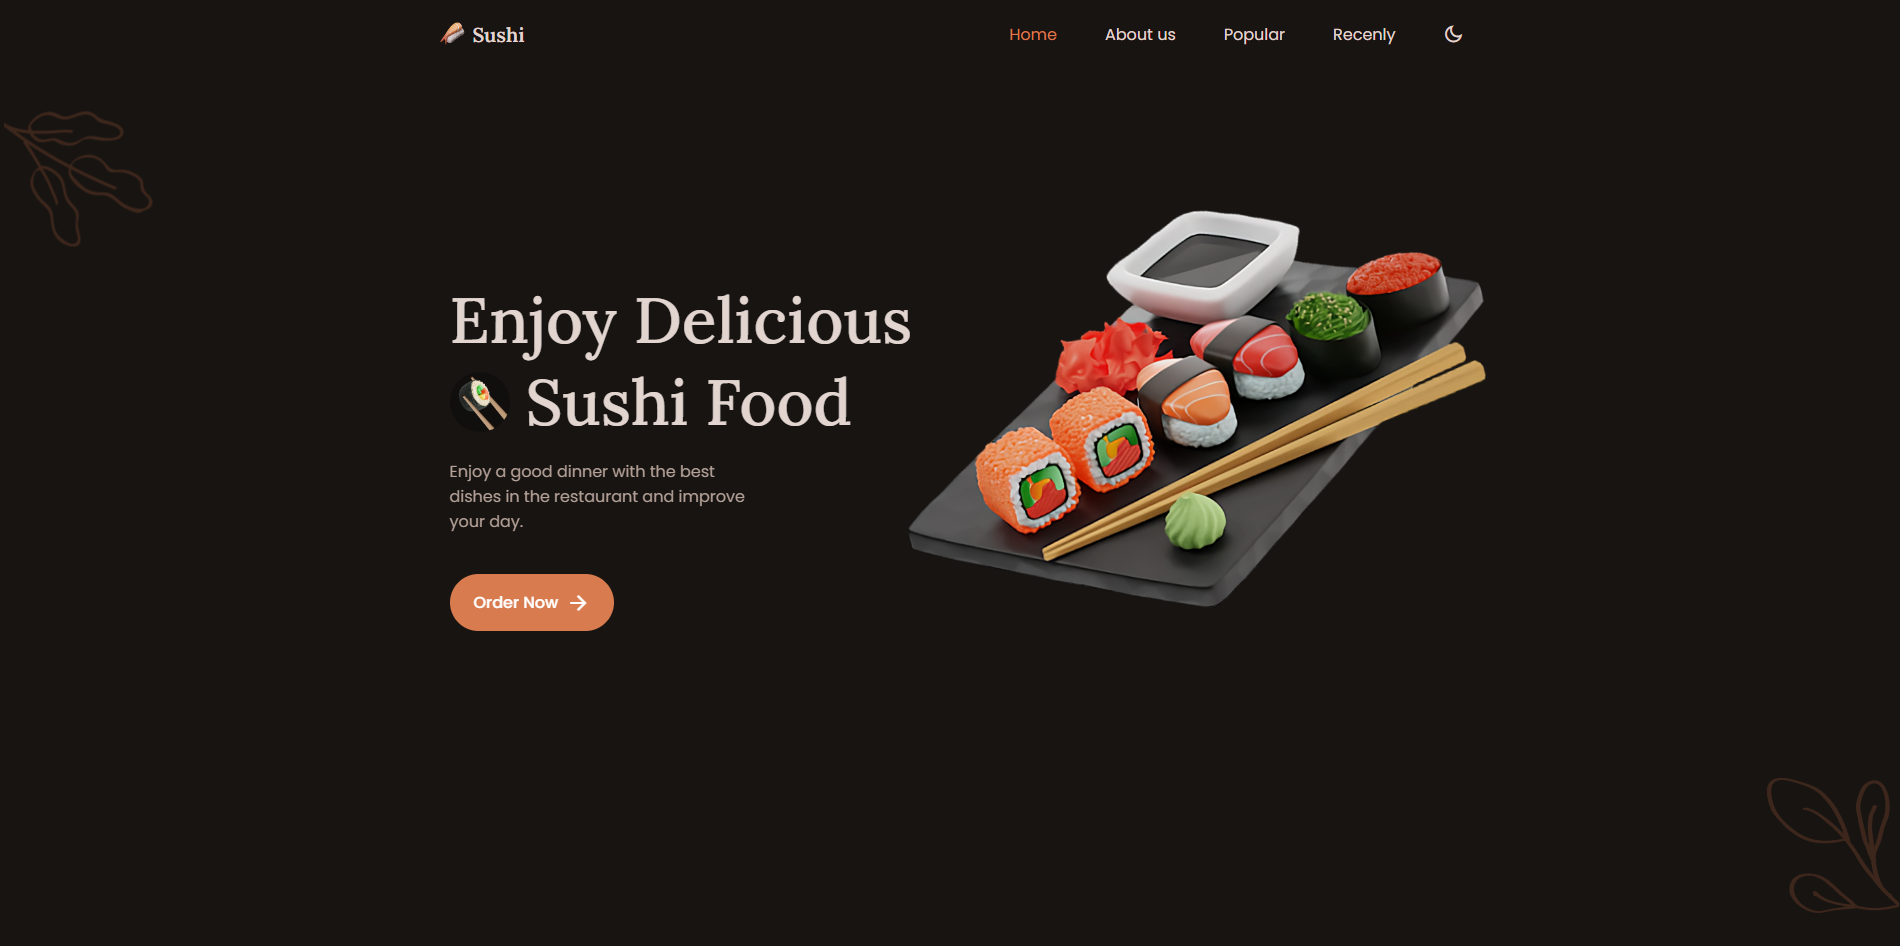 Sushi
Home About us Popular Recenly
Enjoy Delicious
Sushi Food
Enjoy a good dinner with the best
dishes in the restaurant and improve
your day.
Order Now